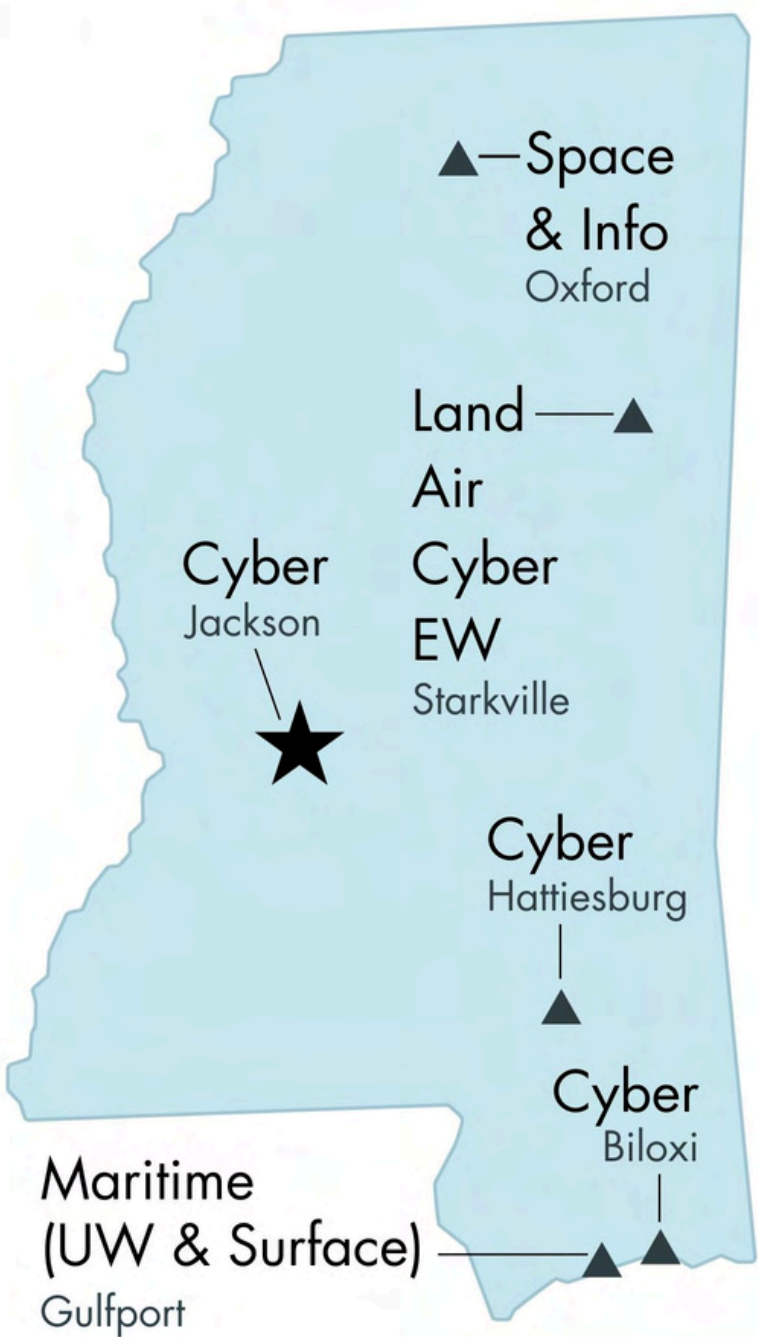 Space
& Info
Oxford
Land
Air
Cyber
EW
Starkville
Cyber
Jackson
Cyber
Hattiesburg
Cyber
Biloxi
Maritime
(UW & Surface)
Gulfport